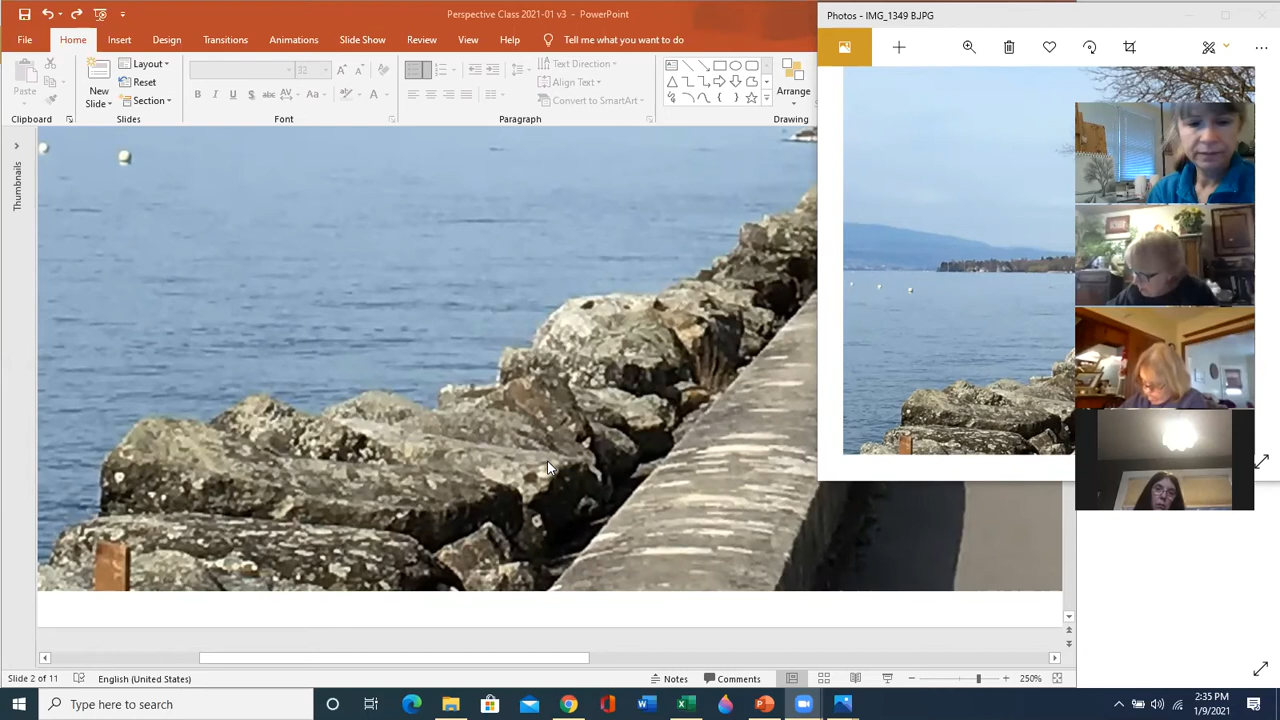 Perspective Class 2021-01 v3 - PowerPoint
Photos - IMG_1349 B.JPG
File Home Insert Design Transitions Animations Slide Show Review View Help Tell me what you want to do
Paste
New Slide
Layout
Reset
Section
32
Text Direction
Align Text
Convert to SmartArt
Arrange
Clipboard Slides Font Paragraph Drawing
Thumbnails
Slide 2 of 11 English (United States) Notes Comments 250%
Type here to search
2:35 PM
1/9/2021